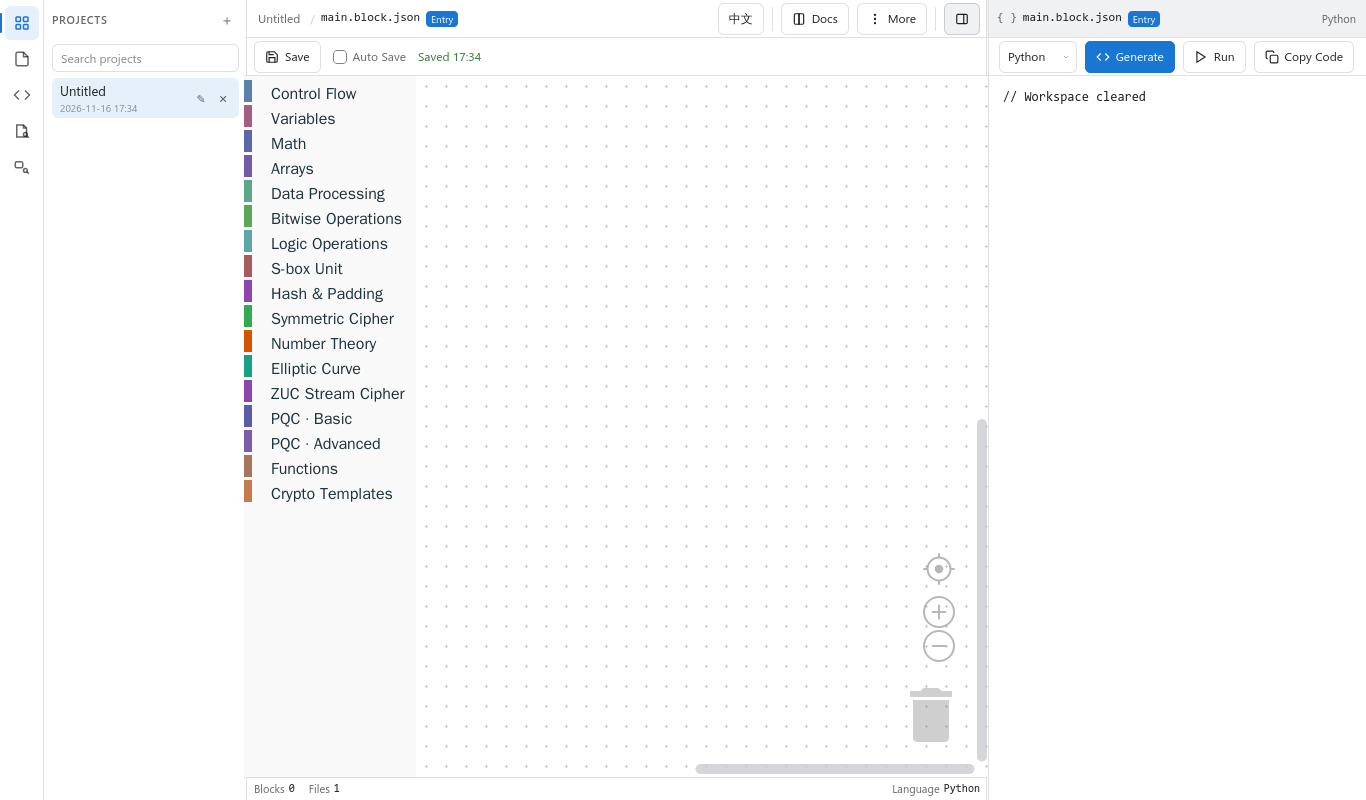 PROJECTS
Search projects
Untitled
2026-11-16 17:34
Untitled / main.block.json Entry
中文 Docs More
Save Auto Save Saved 17:34
Control Flow
Variables
Math
Arrays
Data Processing
Bitwise Operations
Logic Operations
S-box Unit
Hash & Padding
Symmetric Cipher
Number Theory
Elliptic Curve
ZUC Stream Cipher
PQC · Basic
PQC · Advanced
Functions
Crypto Templates
Blocks 0 Files 1
Language Python
{ } main.block.json Entry Python
Python Generate Run Copy Code
// Workspace cleared